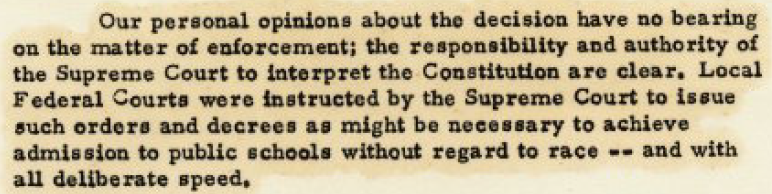 Our personal opinions about the decision have no bearing
on the matter of enforcement; the responsibility and authority of
the Supreme Court to interpret the Constitution are clear. Local
Federal Courts were instructed by the Supreme Court to issue
such orders and decrees as might be necessary to achieve
admission to public schools without regard to race -- and with
all deliberate speed.